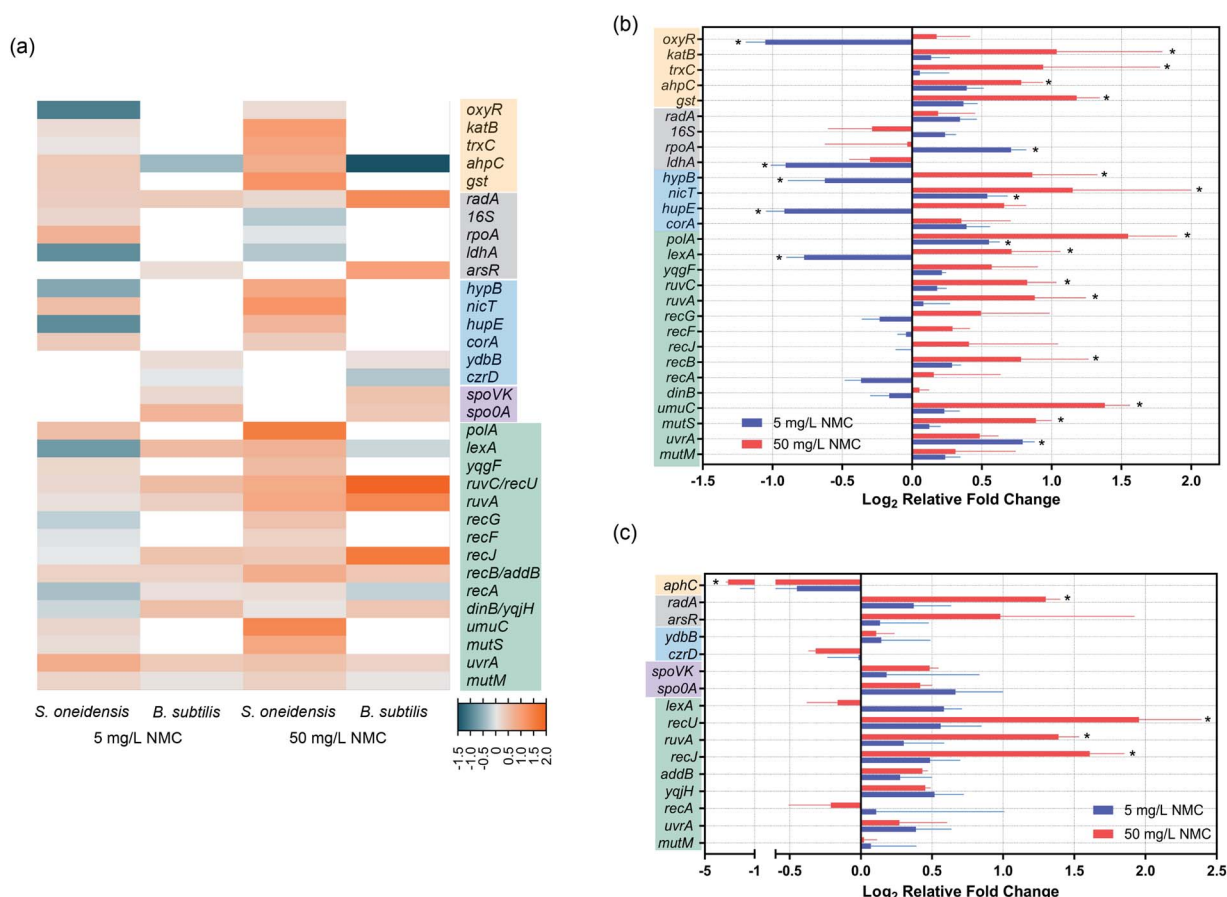 (a)
oxyR
katB
trxC
ahpC
gst
radA
16S
rpoA
ldhA
arsR
hypB
nicT
hupE
corA
ydbB
czrD
spoVK
spo0A
polA
lexA
yqgF
ruvC/recU
ruvA
recG
recF
recJ
recB/addB
recA
dinB/yqjH
umuC
mutS
uvrA
mutM
S. oneidensis B. subtilis S. oneidensis B. subtilis
5 mg/L NMC 50 mg/L NMC
-1.5 -1.0 -0.5 0.0 0.5 1.0 1.5 2.0
(b)
oxyR *
katB *
trxC *
ahpC *
gst *
radA
16S
rpoA *
ldhA *
hypB * *
nicT * *
hupE *
corA
polA * *
lexA * *
yqgF
ruvC *
ruvA *
recG
recF
recJ
recB *
recA
dinB
umuC *
mutS *
uvrA *
mutM
5 mg/L NMC
50 mg/L NMC
-1.5 -1.0 -0.5 0.0 0.5 1.0 1.5 2.0
Log2 Relative Fold Change
(c)
aphC *
radA *
arsR
ydbB
czrD
spoVK
spo0A
lexA
recU *
ruvA *
recJ *
addB
yqjH
recA
uvrA
mutM
5 mg/L NMC
50 mg/L NMC
-5 -1 -0.5 0.0 0.5 1.0 1.5 2.0 2.5
Log2 Relative Fold Change